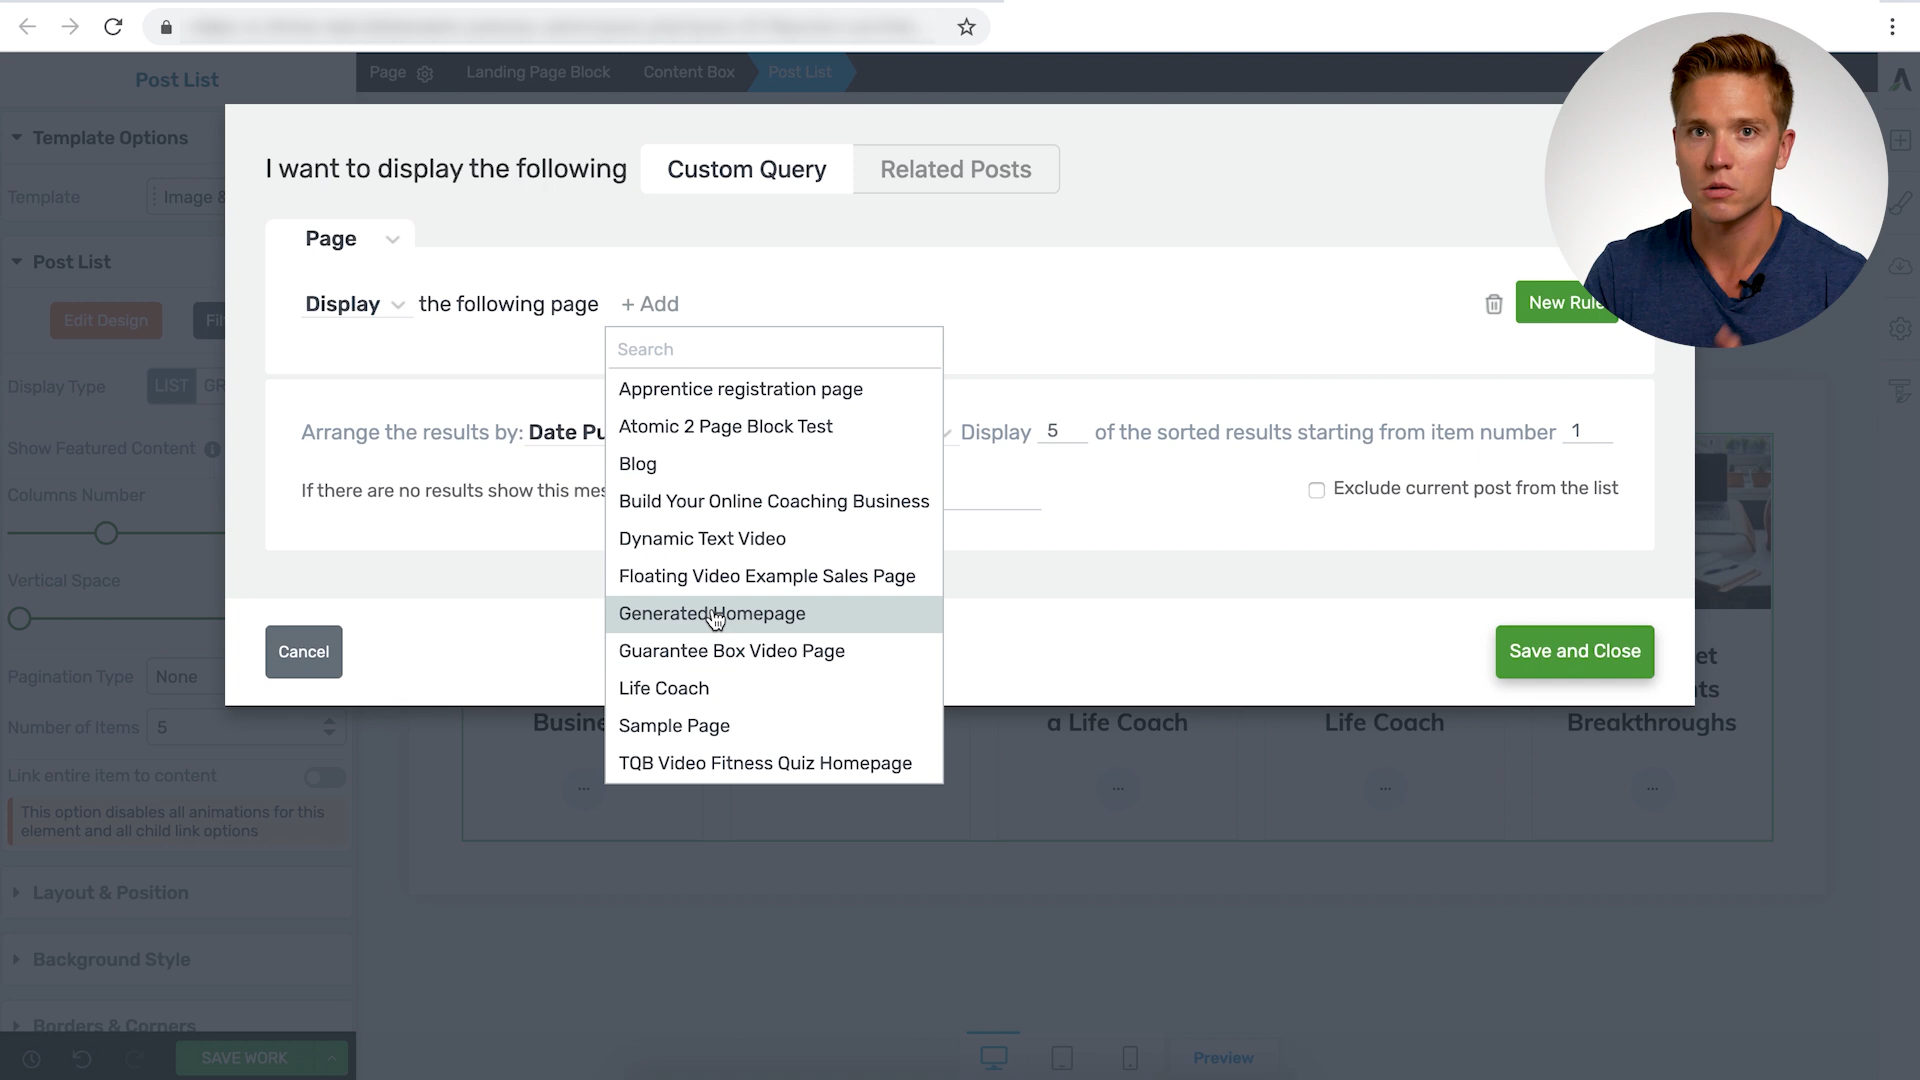 Post List
Page
Landing Page Block
Content Box
Post List
Template Options
Template
Image &
Post List
Edit Design
Fil
Display Type
LIST
GR
Show Featured Content
Columns Number
Vertical Space
Pagination Type
None
Number of Items
5
Link entire item to content
This option disables all animations for this
element and all child link options
Layout & Position
Background Style
Borders & Corners
SAVE WORK
I want to display the following
Custom Query
Related Posts
Page
Display
the following page
+ Add
New Rule
Search
Apprentice registration page
Atomic 2 Page Block Test
Blog
Build Your Online Coaching Business
Dynamic Text Video
Floating Video Example Sales Page
Generated Homepage
Guarantee Box Video Page
Life Coach
Sample Page
TQB Video Fitness Quiz Homepage
Arrange the results by: Date Pu
Display 5 of the sorted results starting from item number 1
If there are no results show this mes
Exclude current post from the list
Cancel
Save and Close
et
ts
Busine
a Life Coach
Life Coach
Breakthroughs
...
...
...
...
Preview